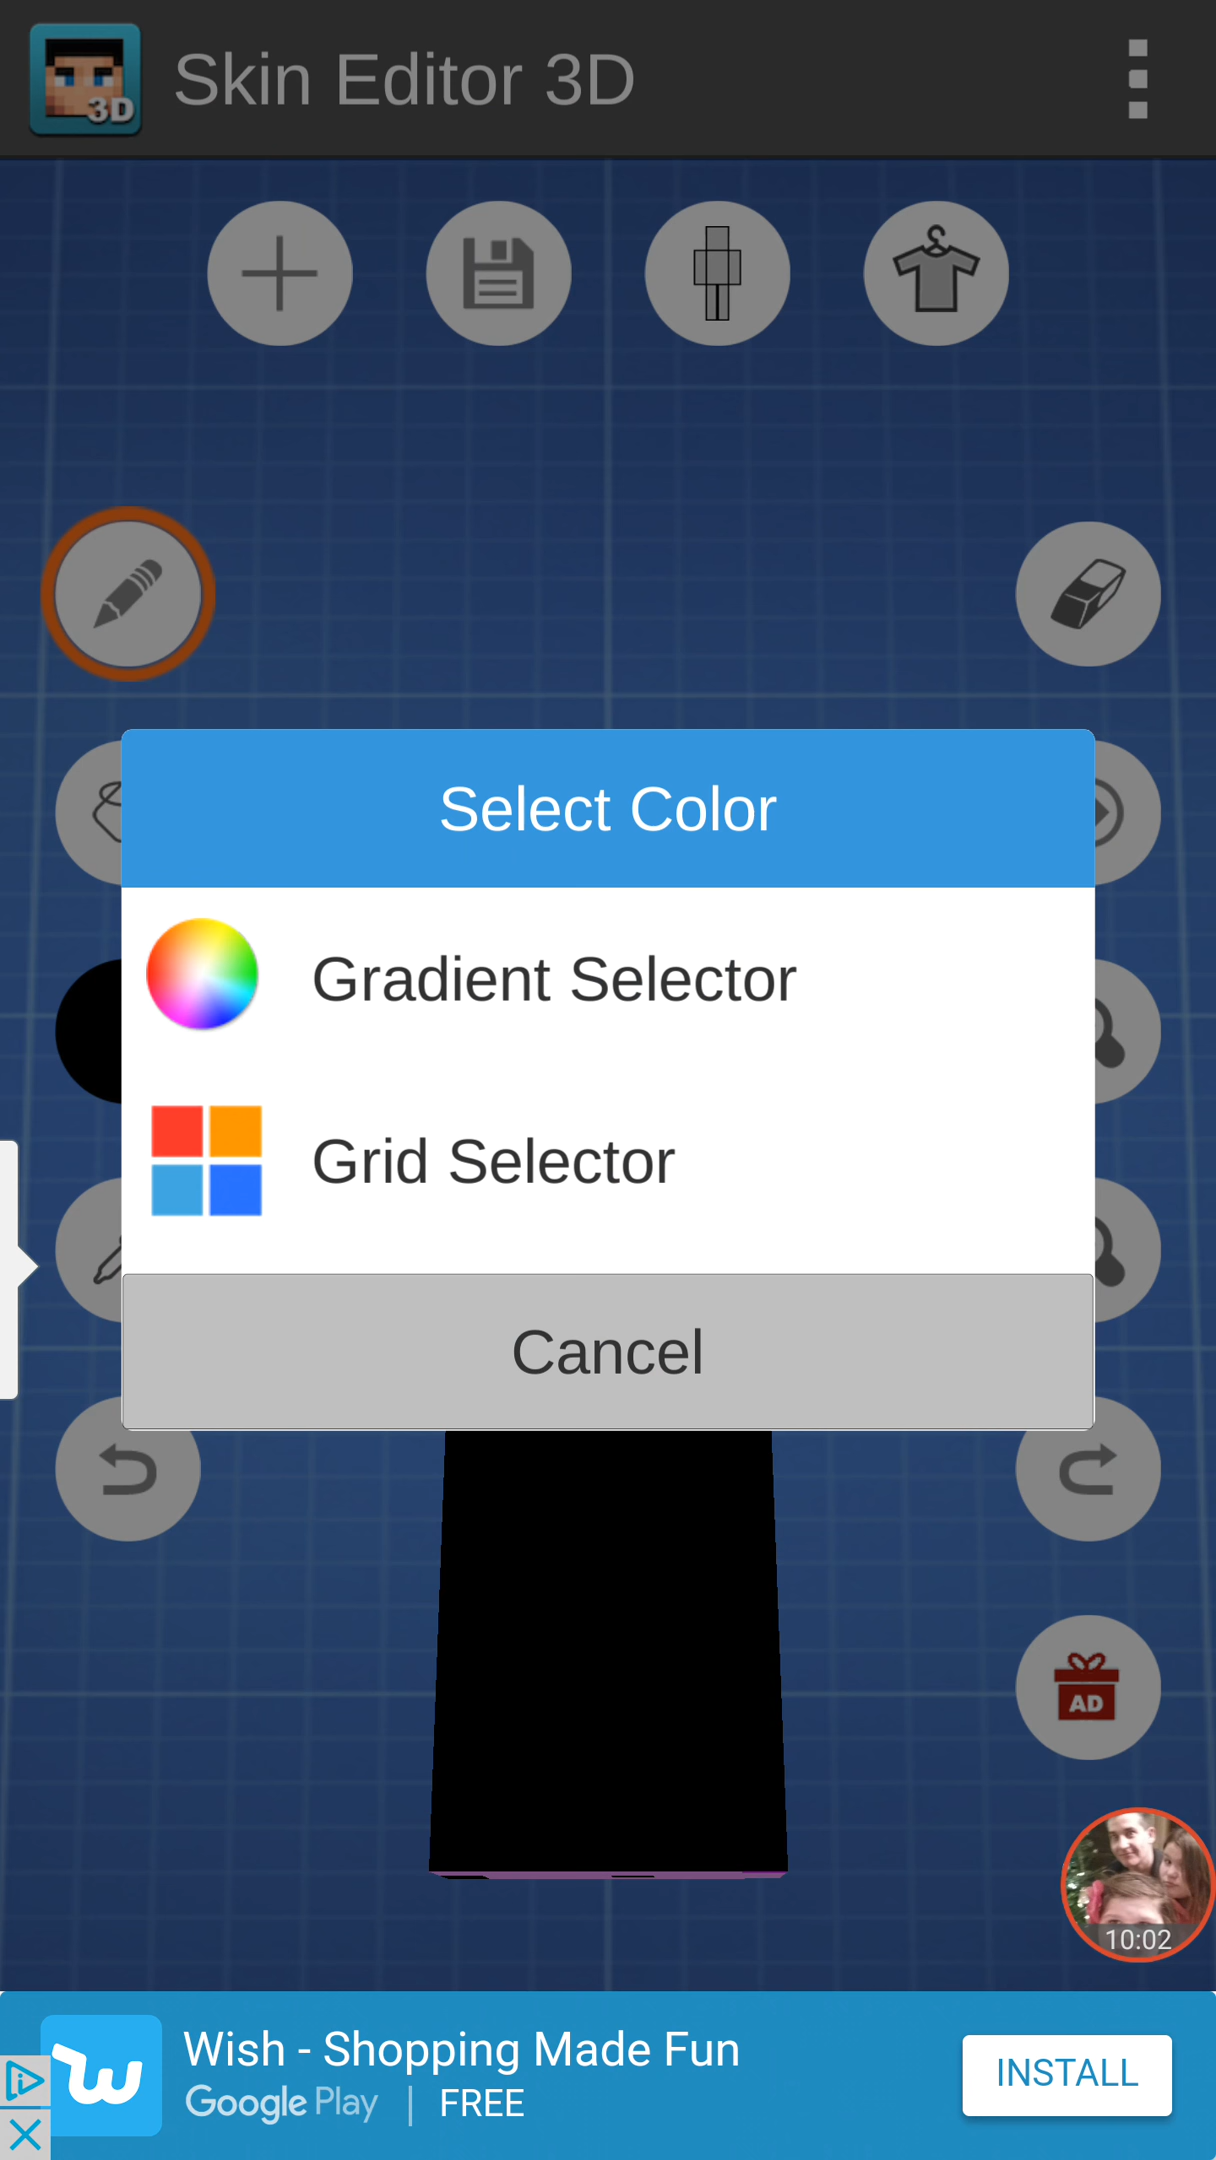 3D
Skin Editor 3D
Select Color
Gradient Selector
Grid Selector
Cancel
AD
10:02
Wish - Shopping Made Fun
Google Play | FREE
INSTALL